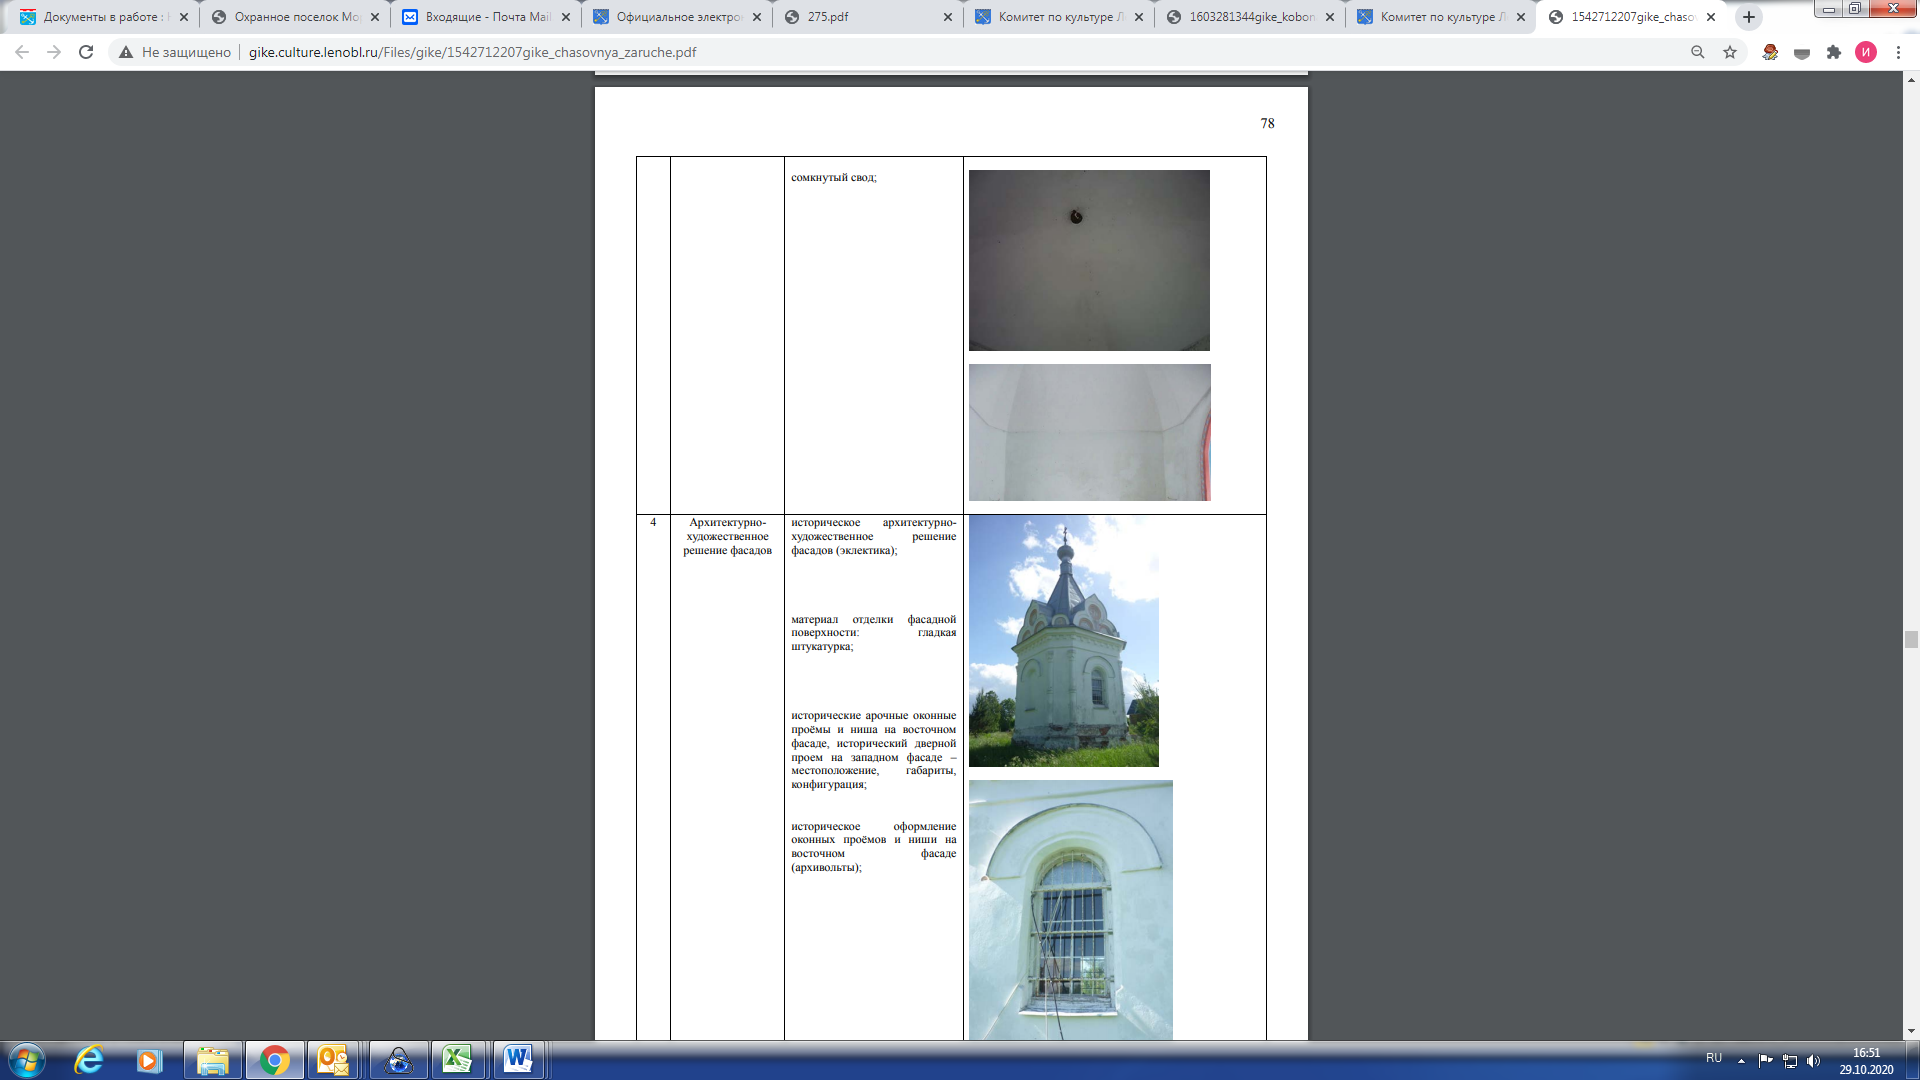 Документы в работе :
Охранное поселок Мо
Входящие - Почта Mail
Официальное электро
275.pdf
Комитет по культуре Л
1603281344gike_kobon
Комитет по культуре Л
1542712207gike_chaso
Не защищено
gike.culture.lenobl.ru/Files/gike/1542712207gike_chasovnya_zaruche.pdf
И
78
сомкнутый свод;
4
Архитектурно-
художественное
решение фасадов
историческое архитектурно-
художественное решение
фасадов (эклектика);
материал отделки фасадной
поверхности: гладкая
штукатурка;
исторические арочные оконные
проёмы и ниша на восточном
фасаде, исторический дверной
проем на западном фасаде –
местоположение, габариты,
конфигурация;
историческое оформление
оконных проёмов и ниши на
восточном фасаде
(архивольты);
RU
16:51
29.10.2020